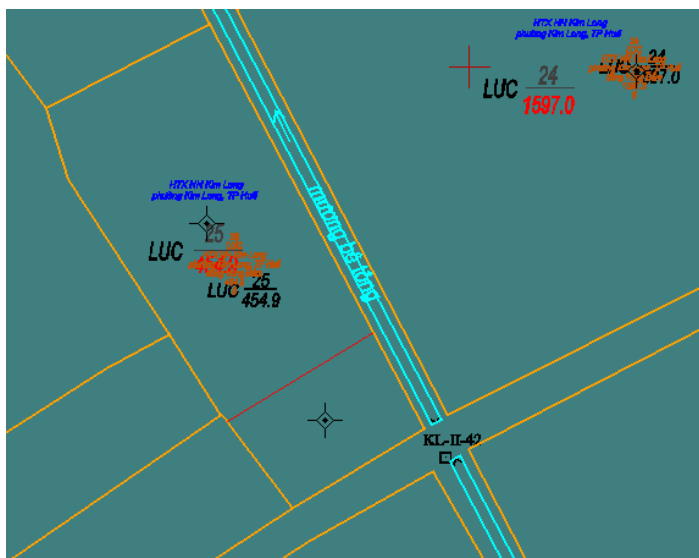 HTX NN Kim Long
phường Kim Long, TP Huế
24
LUC
1597.0
24
HTX NN Kim Long
phường Kim Long, TP Huế
mương bê tông
25
LUC
454.9
LUC
25
454.9
KL-II-42